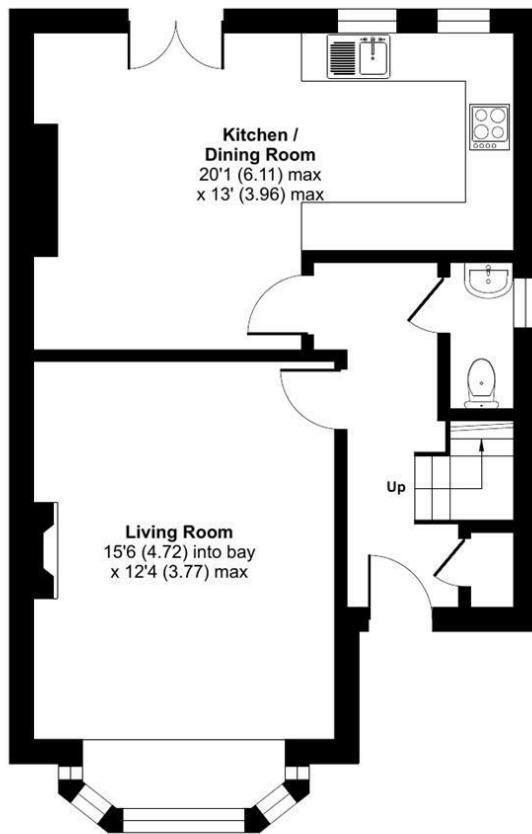 Kitchen /
Dining Room
20'1 (6.11) max
x 13' (3.96) max
Up
Living Room
15'6 (4.72) into bay
x 12'4 (3.77) max